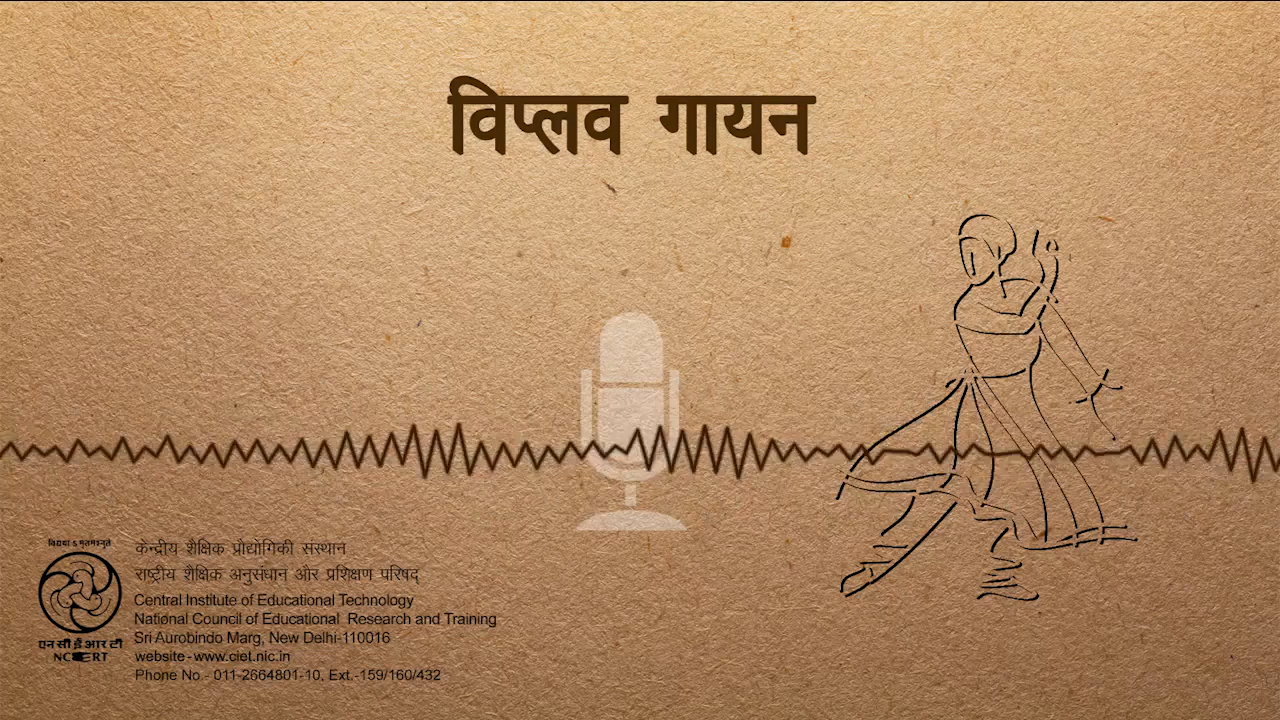 विप्लव गायन
विद्यया ऽ मृतमश्नुते
एन सी ई आर टी
NCERT
केन्द्रीय शैक्षिक प्रौद्योगिकी संस्थान
राष्ट्रीय शैक्षिक अनुसंधान और प्रशिक्षण परिषद्
Central Institute of Educational Technology
National Council of Educational Research and Training
Sri Aurobindo Marg, New Delhi-110016
website - www.ciet.nic.in
Phone No - 011-2664801-10, Ext.-159/160/432